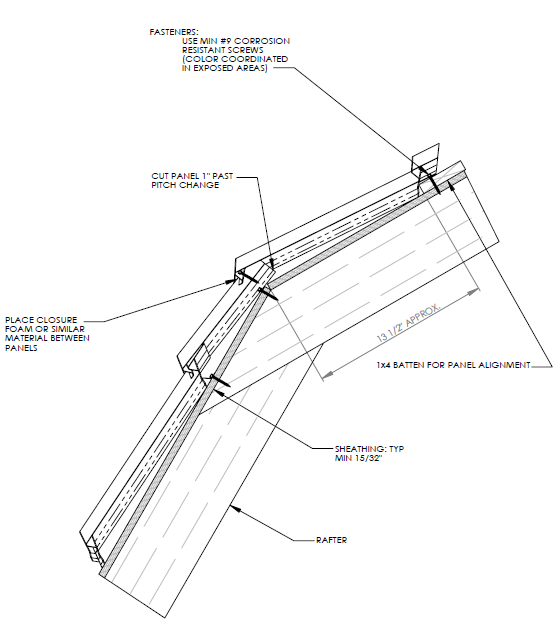 FASTENERS:
USE MIN #9 CORROSION
RESISTANT SCREWS
(COLOR COORDINATED
IN EXPOSED AREAS)
CUT PANEL 1" PAST
PITCH CHANGE
PLACE CLOSURE
FOAM OR SIMILAR
MATERIAL BETWEEN
PANELS
13 1/2" APPROX
1x4 BATTEN FOR PANEL ALIGNMENT
SHEATHING: TYP
MIN 15/32"
RAFTER